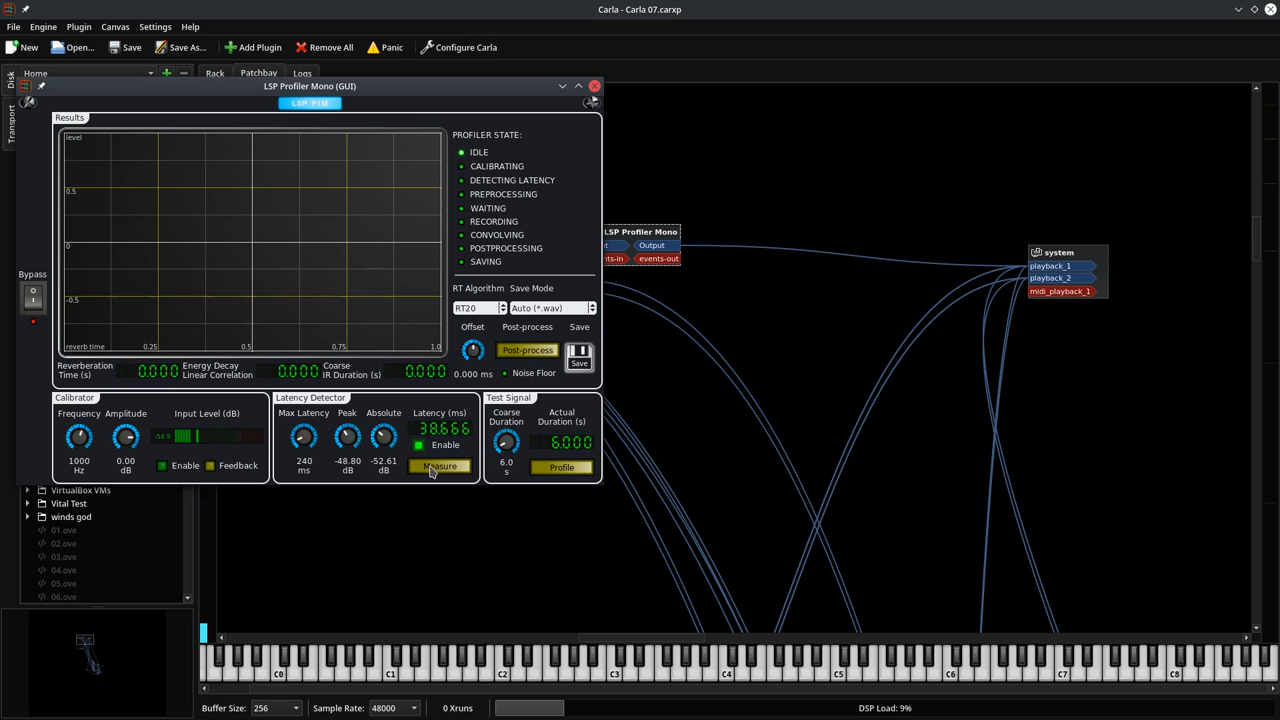 Carla - Carla 07.carxp
File Engine Plugin Canvas Settings Help
New Open... Save Save As... Add Plugin Remove All Panic Configure Carla
Disk
Home
Rack Patchbay Logs
Transport
LSP Profiler Mono (GUI)
LSP P1M
Results
level
0.5
0
-0.5
reverb time 0.25 0.5 0.75 1.0
PROFILER STATE:
IDLE
CALIBRATING
DETECTING LATENCY
PREPROCESSING
WAITING
RECORDING
CONVOLVING
POSTPROCESSING
SAVING
RT Algorithm Save Mode
RT20 Auto (*.wav)
Offset Post-process Save
Post-process
Save
0.000 ms Noise Floor
Bypass
Reverberation Time (s) 0.000
Energy Decay Linear Correlation 0.000
Coarse IR Duration (s) 0.000
Calibrator
Frequency Amplitude Input Level (dB)
-54.9
1000 Hz
0.00 dB
Enable Feedback
Latency Detector
Max Latency Peak Absolute Latency (ms)
38.666
Enable
240 ms
-48.80 dB
-52.61 dB
Measure
Test Signal
Coarse Duration
Actual Duration (s)
6.000
6.0 s
Profile
LSP Profiler Mono
Output
events-out
system
playback_1
playback_2
midi_playback_1
VirtualBox VMs
Vital Test
winds god
01.ove
02.ove
03.ove
04.ove
05.ove
06.ove
C0 C1 C2 C3 C4 C5 C6 C7 C8
Buffer Size: 256 Sample Rate: 48000 0 Xruns DSP Load: 9%